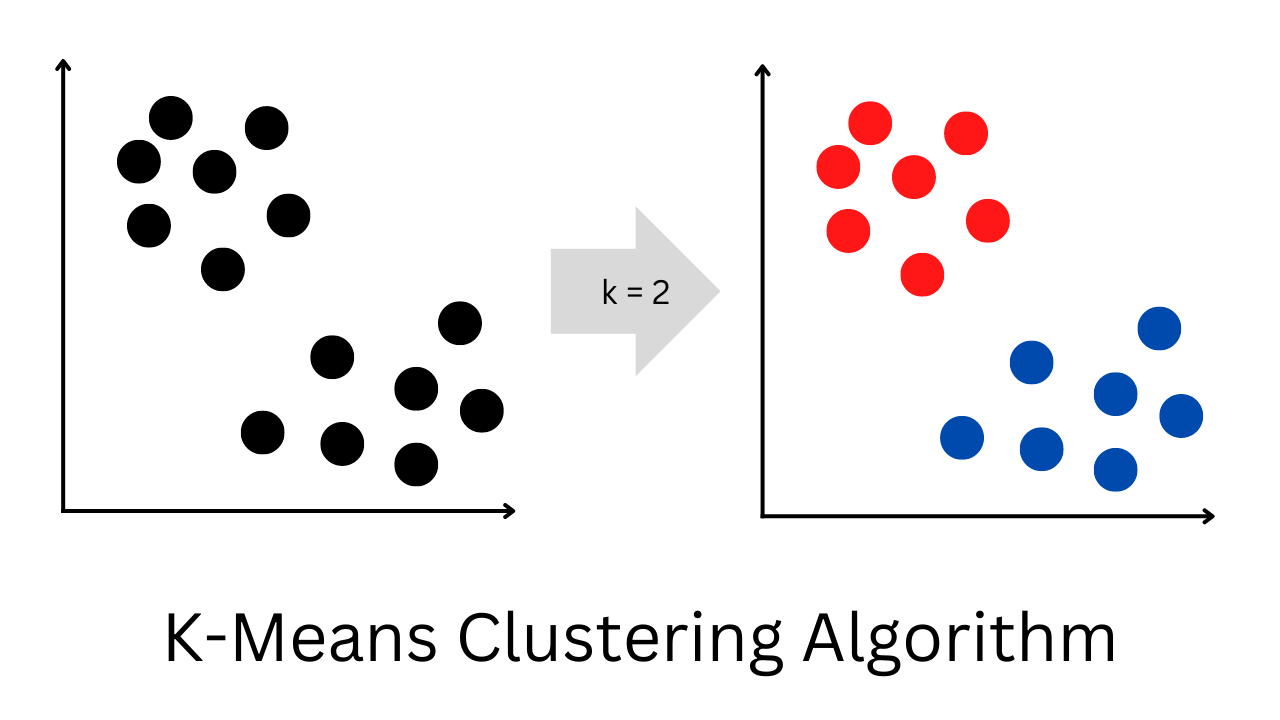 k = 2
K-Means Clustering Algorithm